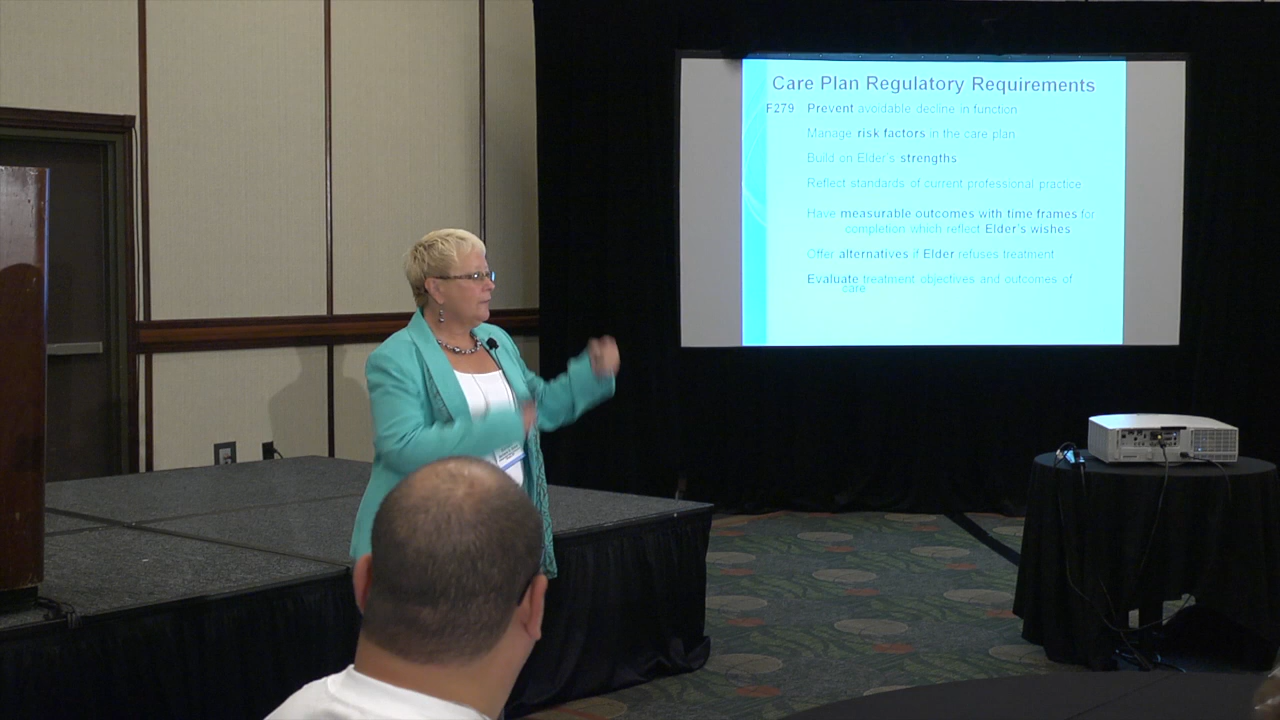 Care Plan Regulatory Requirements
F279 Prevent avoidable decline in function
Manage risk factors in the care plan
Build on Elder's strengths
Reflect standards of current professional practice
Have measurable outcomes with time frames for
completion which reflect Elder's wishes
Offer alternatives if Elder refuses treatment
Evaluate treatment objectives and outcomes of
care